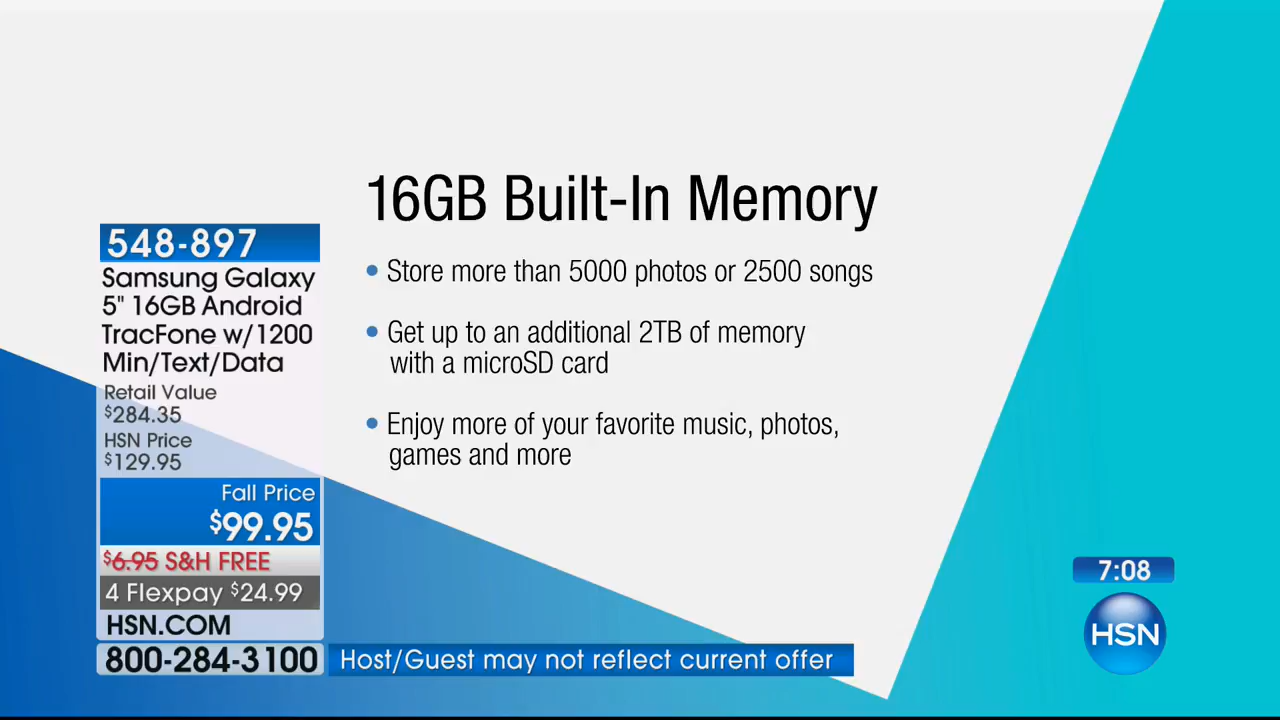 16GB Built-In Memory
• Store more than 5000 photos or 2500 songs
• Get up to an additional 2TB of memory
with a microSD card
• Enjoy more of your favorite music, photos,
games and more
548-897
Samsung Galaxy
5" 16GB Android
TracFone w/1200
Min/Text/Data
Retail Value
$284.35
HSN Price
$129.95
Fall Price
$99.95
$6.95 S&H FREE
4 Flexpay $24.99
HSN.COM
800-284-3100
Host/Guest may not reflect current offer
7:08
HSN